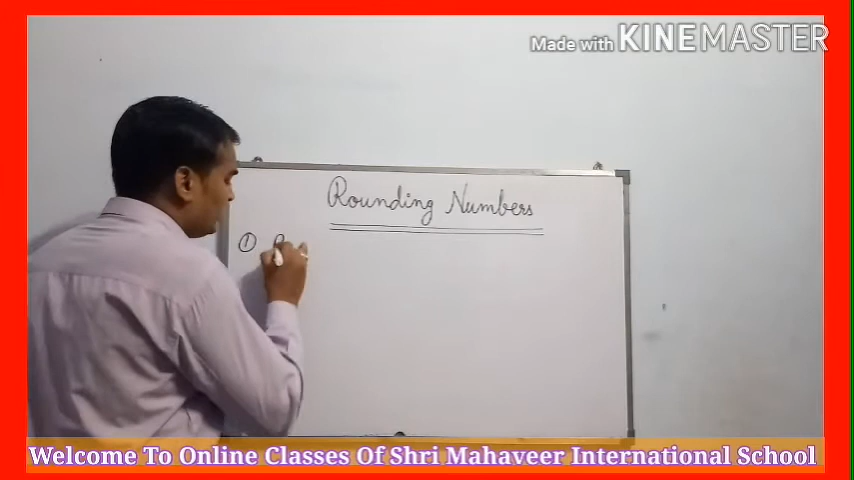 Made with KINEMASTER
Rounding Numbers
①
Welcome To Online Classes Of Shri Mahaveer International School